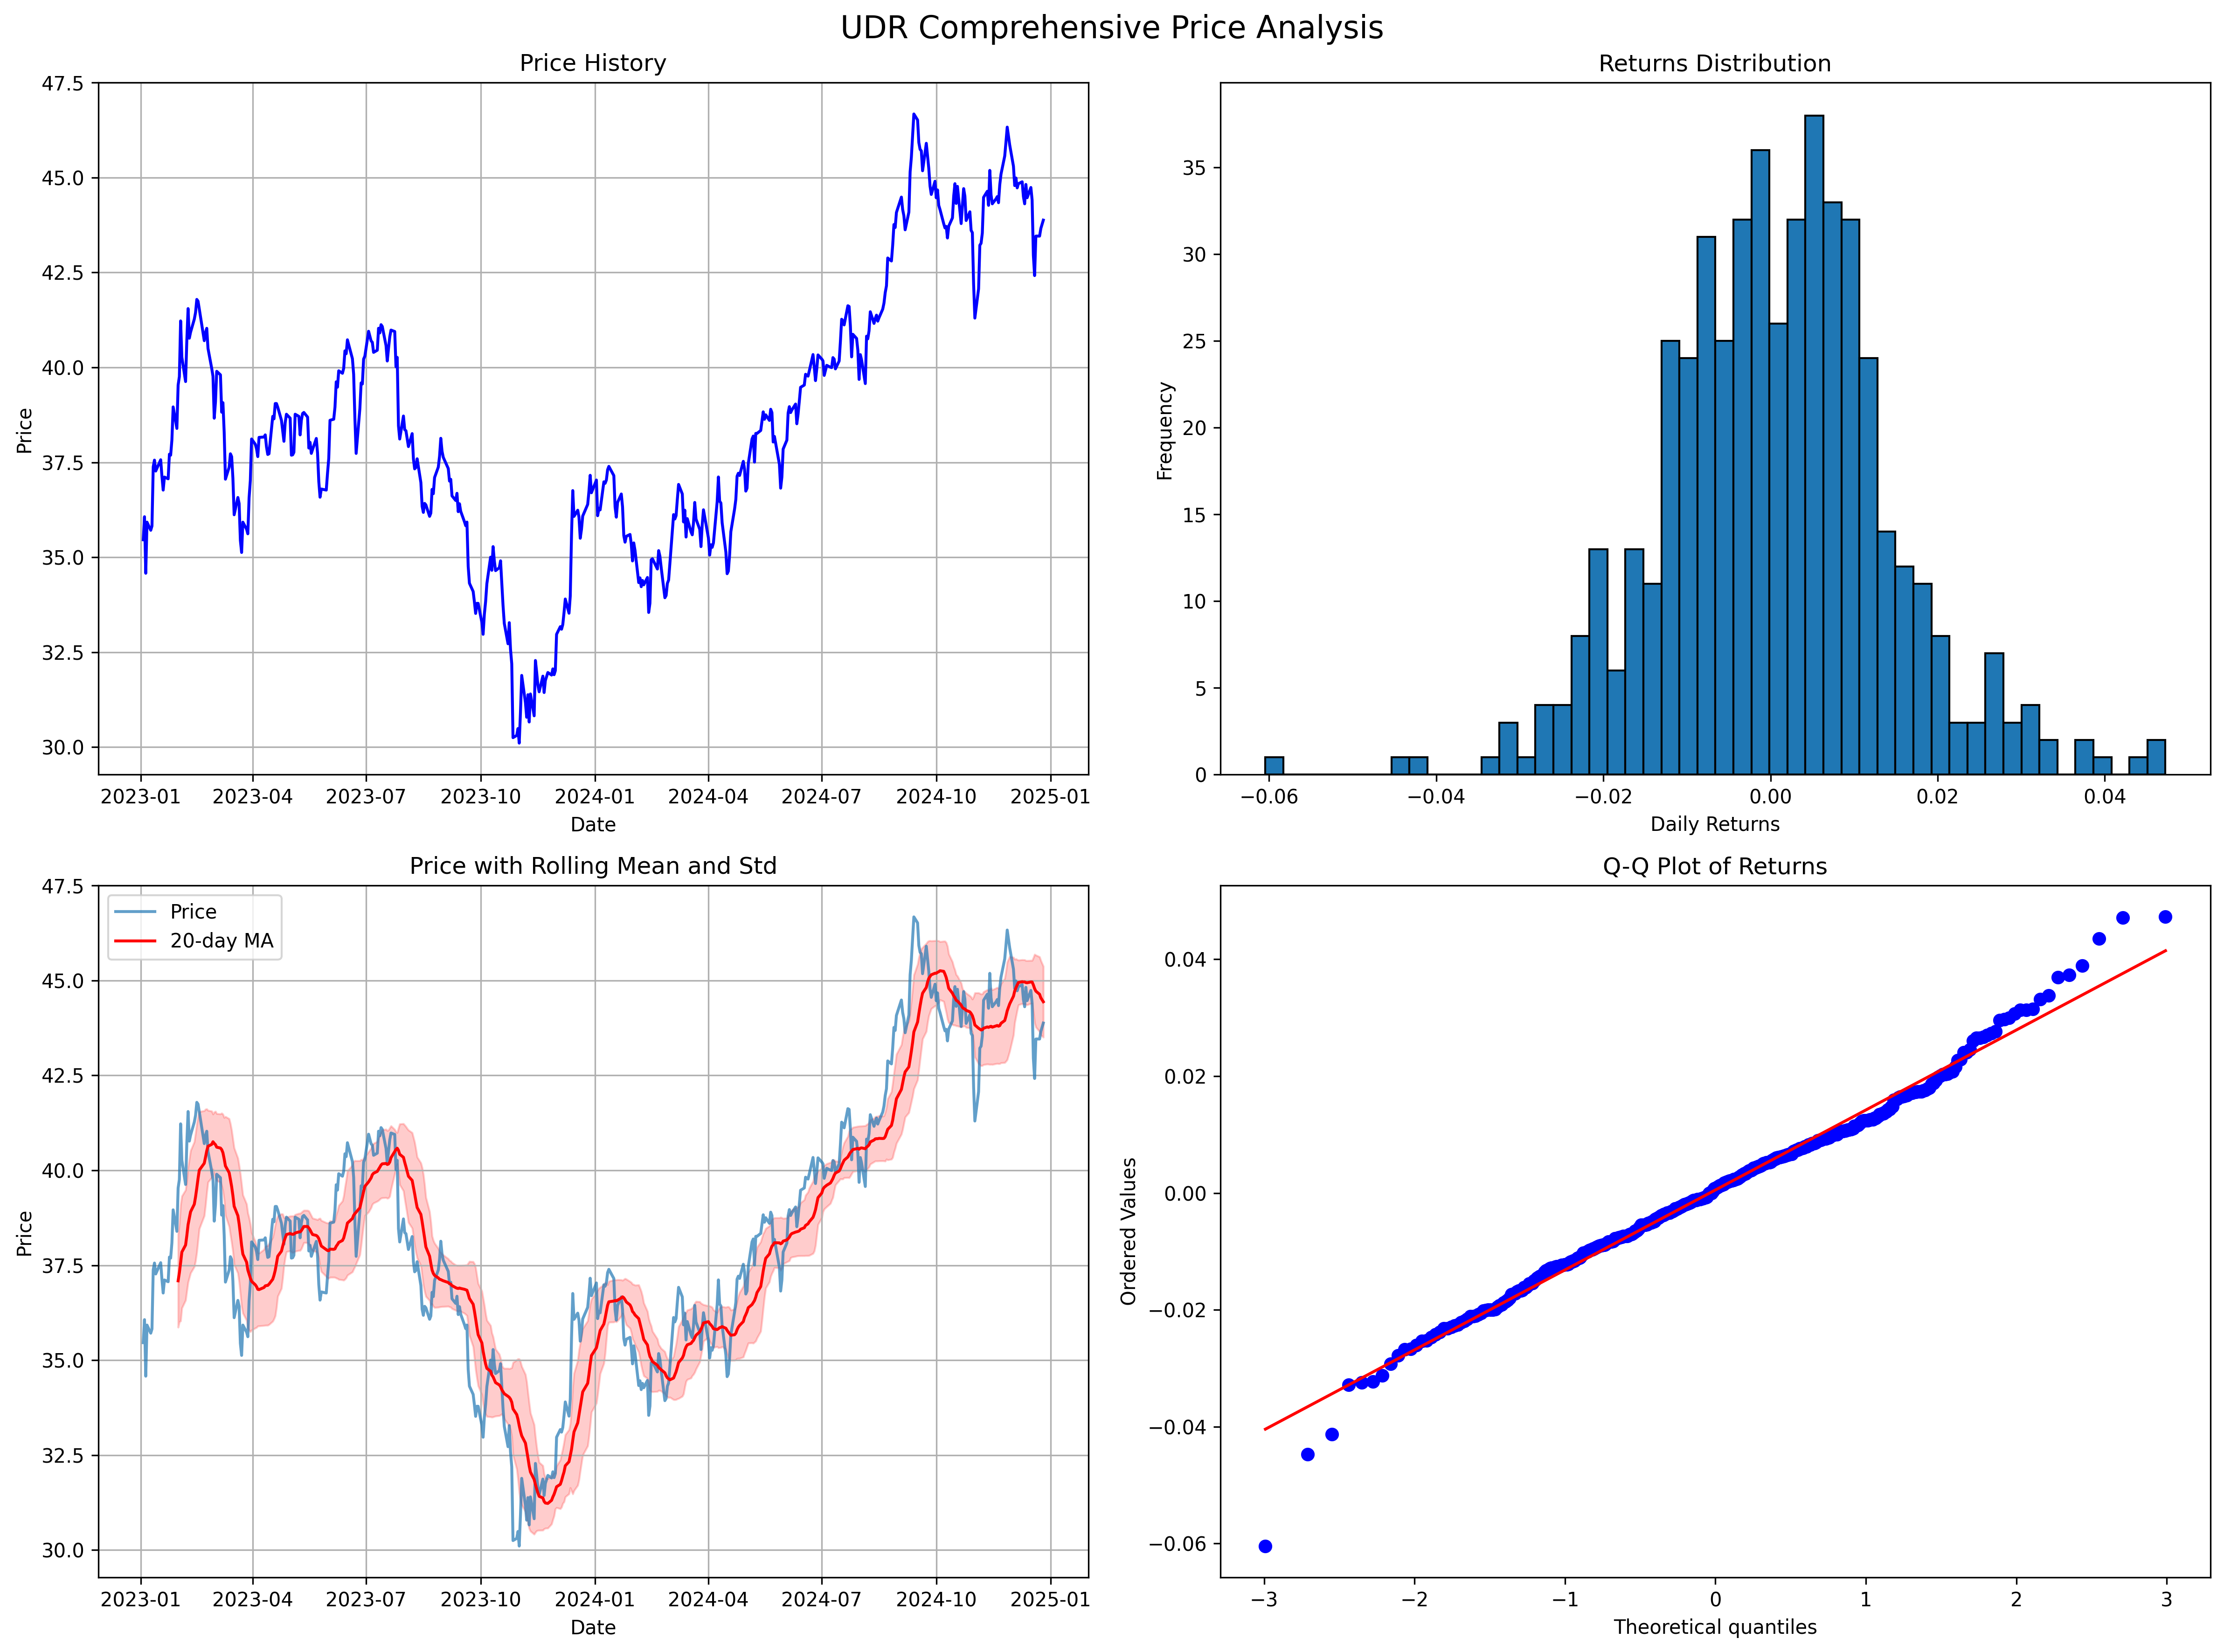 UDR Comprehensive Price Analysis
Price History
47.5
45.0
42.5
40.0
37.5
35.0
32.5
30.0
Price
2023-01 2023-04 2023-07 2023-10 2024-01 2024-04 2024-07 2024-10 2025-01
Date
Returns Distribution
35
30
25
20
15
10
5
0
Frequency
−0.06 −0.04 −0.02 0.00 0.02 0.04
Daily Returns
Price with Rolling Mean and Std
Price
20-day MA
47.5
45.0
42.5
40.0
37.5
35.0
32.5
30.0
Price
2023-01 2023-04 2023-07 2023-10 2024-01 2024-04 2024-07 2024-10 2025-01
Date
Q-Q Plot of Returns
0.04
0.02
0.00
−0.02
−0.04
−0.06
Ordered Values
−3 −2 −1 0 1 2 3
Theoretical quantiles